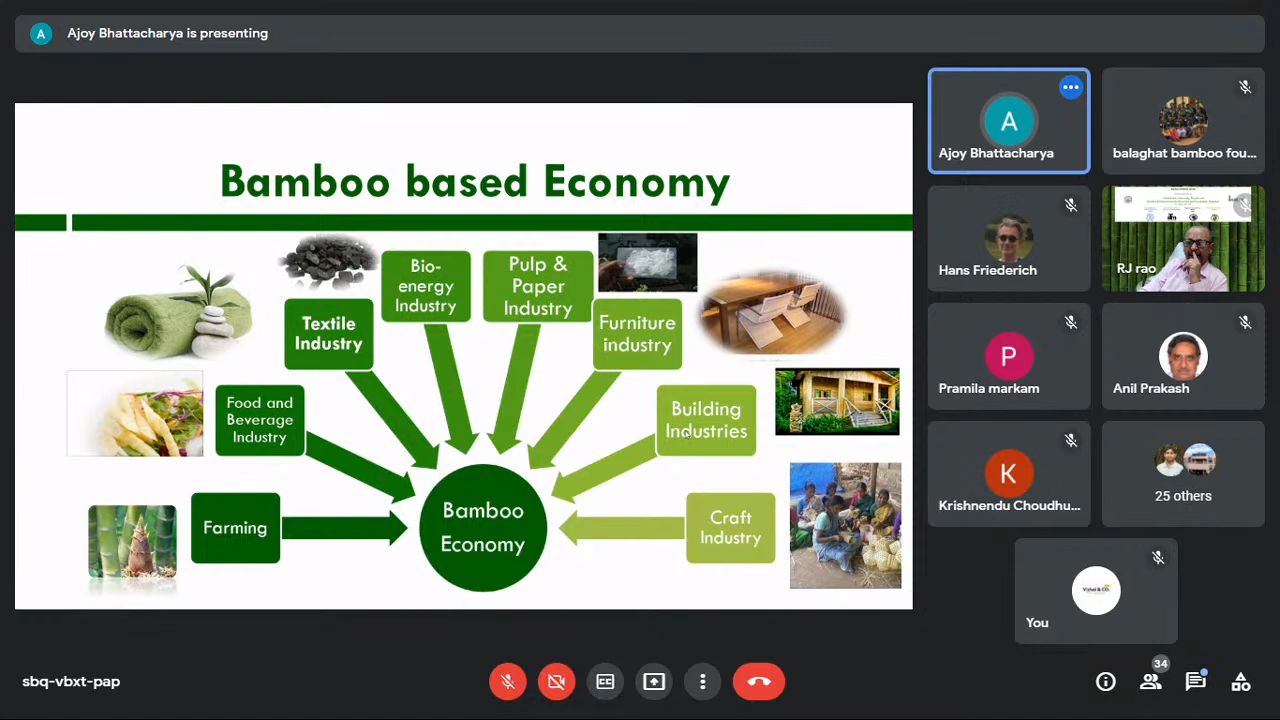 A
Ajoy Bhattacharya is presenting
Bamboo based Economy
Bio-
energy
Industry
Pulp &
Paper
Industry
Textile
Industry
Furniture
industry
Food and
Beverage
Industry
Building
Industries
Farming
Bamboo
Economy
Craft
Industry
A
Ajoy Bhattacharya
balaghat bamboo fou...
Hans Friederich
RJ rao
P
Pramila markam
Anil Prakash
K
Krishnendu Choudhu...
25 others
You
sbq-vbxt-pap
CC
34